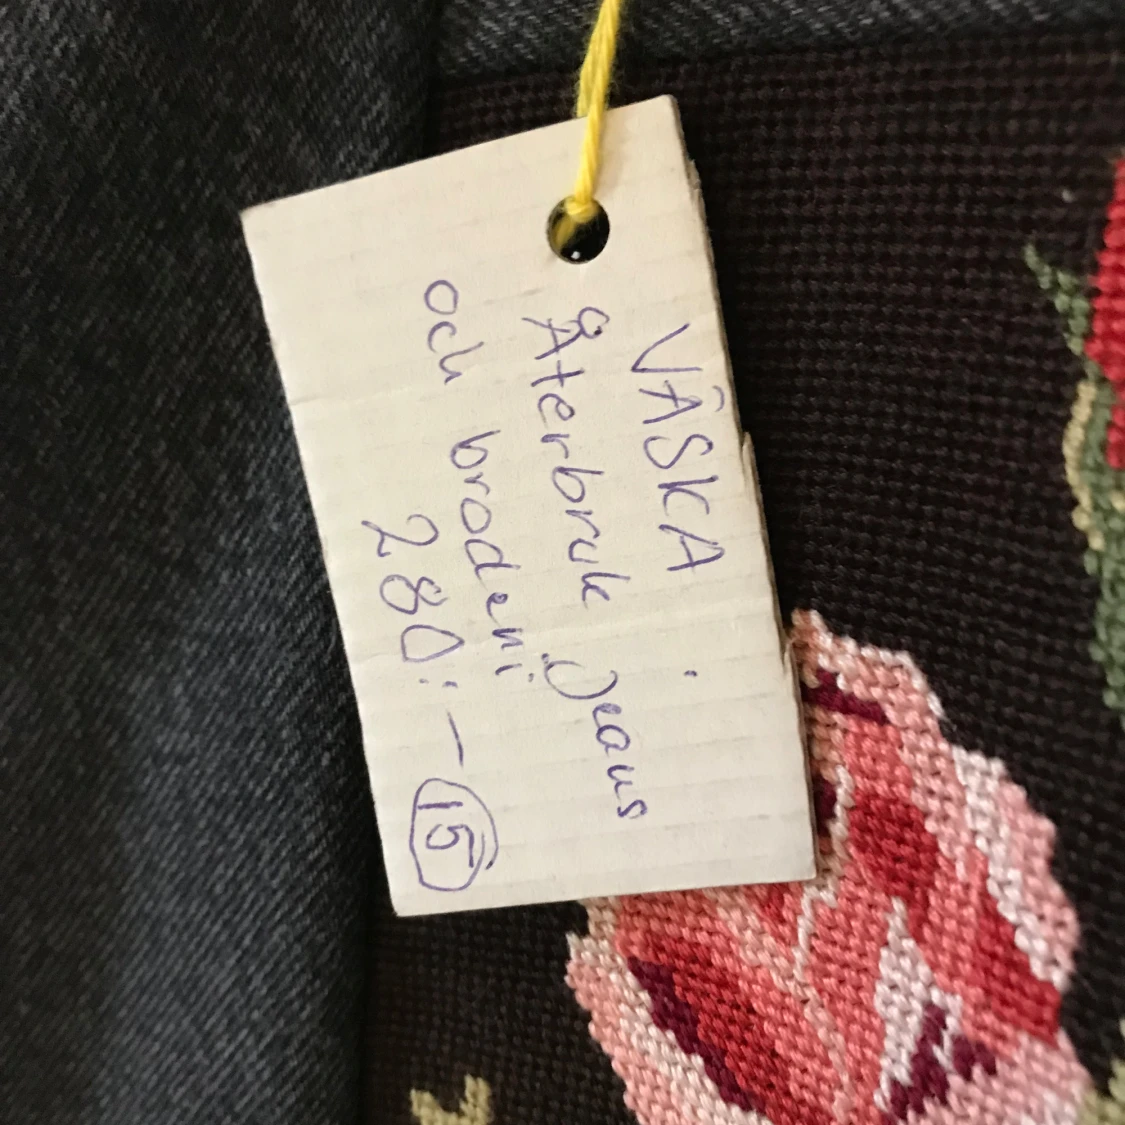 VÄSKA
Återbruk Jeans
och broderi
280:- 15